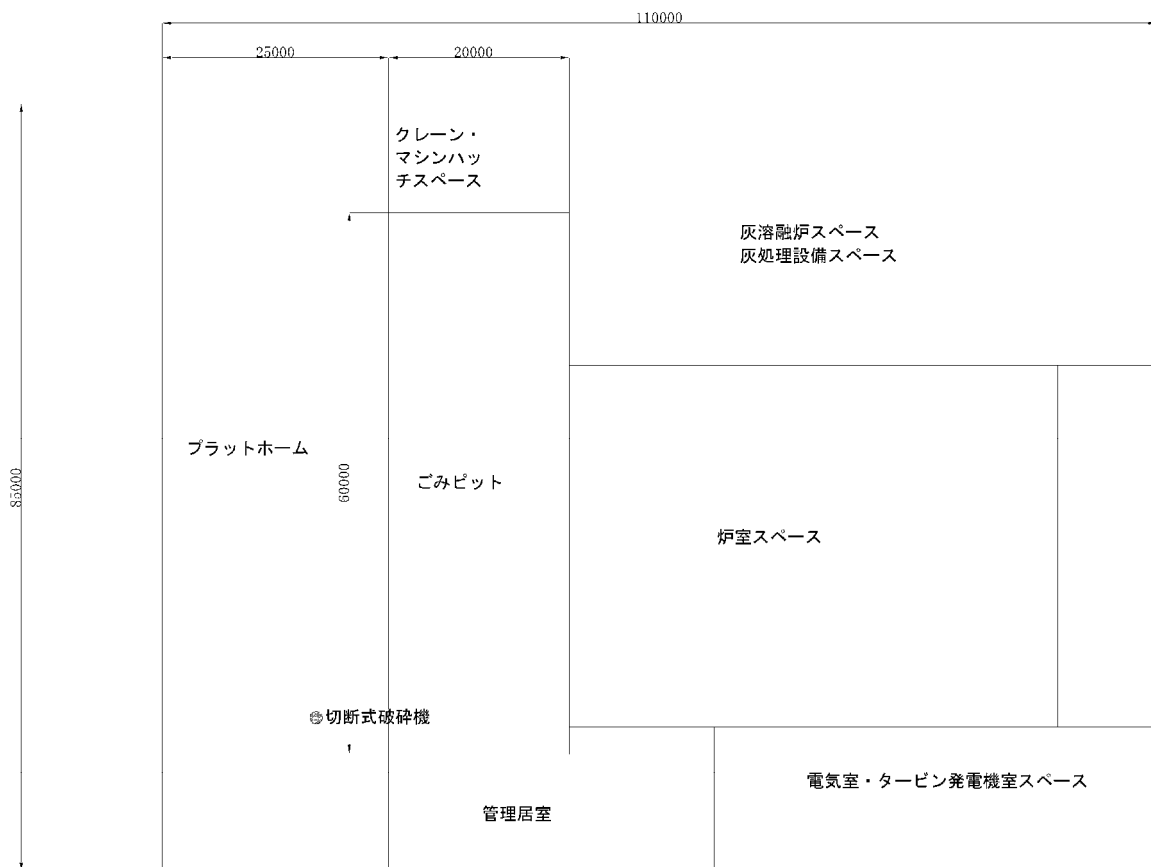 110000
25000
20000
クレーン・
マシンハッ
チスペース
灰溶融炉スペース
灰処理設備スペース
プラットホーム
85000
60000
ごみピット
炉室スペース
切断式破砕機
電気室・タービン発電機室スペース
管理居室